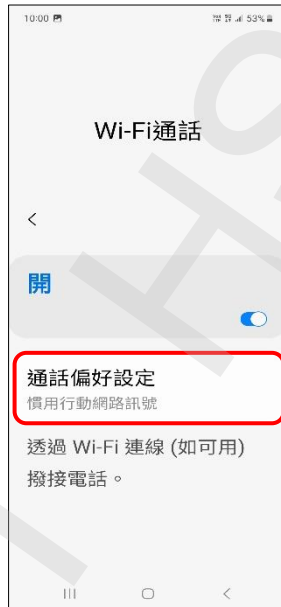 10:00
53%
Wi-Fi通話
開
通話偏好設定
慣用行動網路訊號
透過 Wi-Fi 連線 (如可用)
撥接電話。